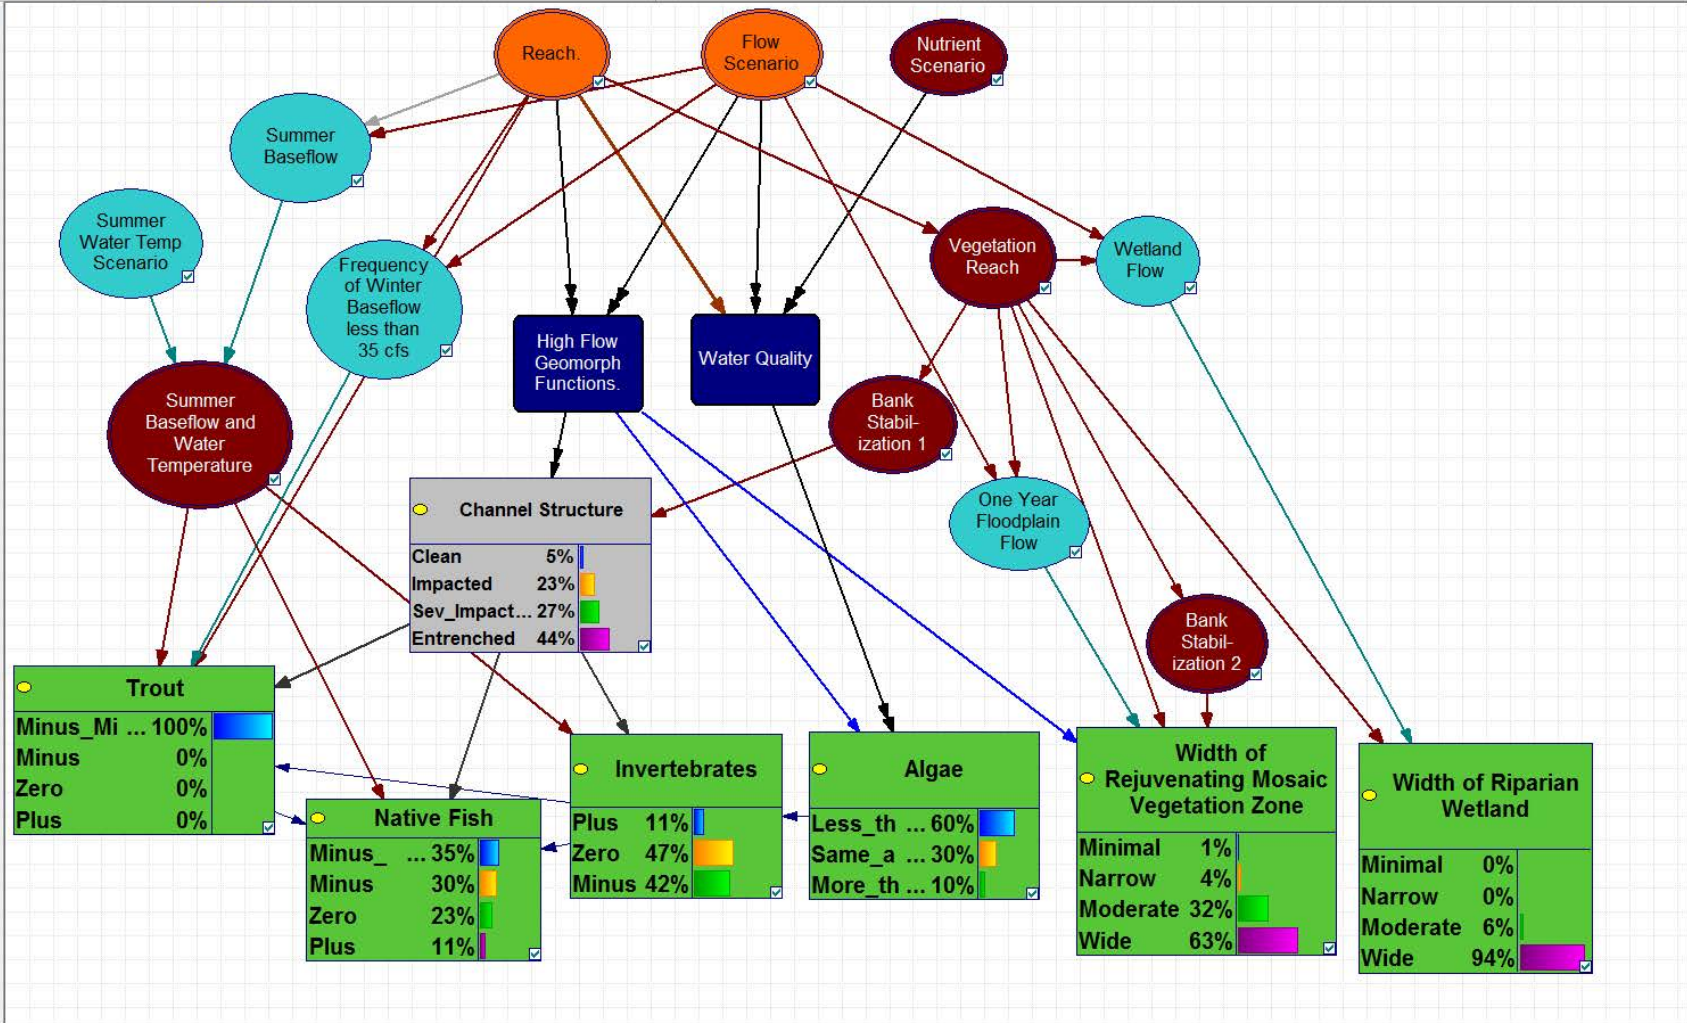 Reach.
Flow
Scenario
Nutrient
Scenario
Summer
Baseflow
Summer
Water Temp
Scenario
Frequency
of Winter
Baseflow
less than
35 cfs
Vegetation
Reach
Wetland
Flow
High Flow
Geomorph
Functions.
Water Quality
Summer
Baseflow and
Water
Temperature
Bank
Stabil-
ization 1
One Year
Floodplain
Flow
Bank
Stabil-
ization 2
Channel Structure
Clean 5%
Impacted 23%
Sev_Impact... 27%
Entrenched 44%
Trout
Minus_Mi ... 100%
Minus 0%
Zero 0%
Plus 0%
Native Fish
Minus_ ... 35%
Minus 30%
Zero 23%
Plus 11%
Invertebrates
Plus 11%
Zero 47%
Minus 42%
Algae
Less_th ... 60%
Same_a ... 30%
More_th ... 10%
Width of
Rejuvenating Mosaic
Vegetation Zone
Minimal 1%
Narrow 4%
Moderate 32%
Wide 63%
Width of Riparian
Wetland
Minimal 0%
Narrow 0%
Moderate 6%
Wide 94%